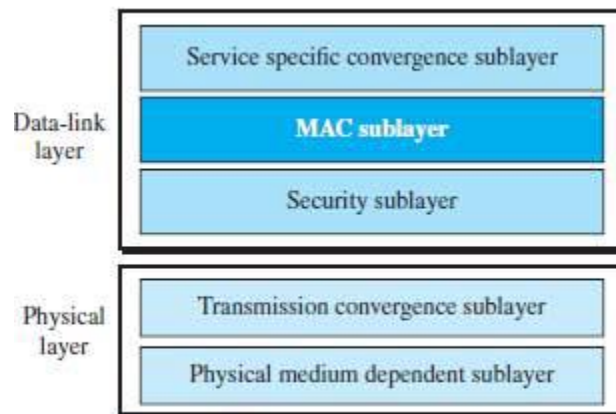 Service specific convergence sublayer
Data-link
layer
MAC sublayer
Security sublayer
Physical
layer
Transmission convergence sublayer
Physical medium dependent sublayer